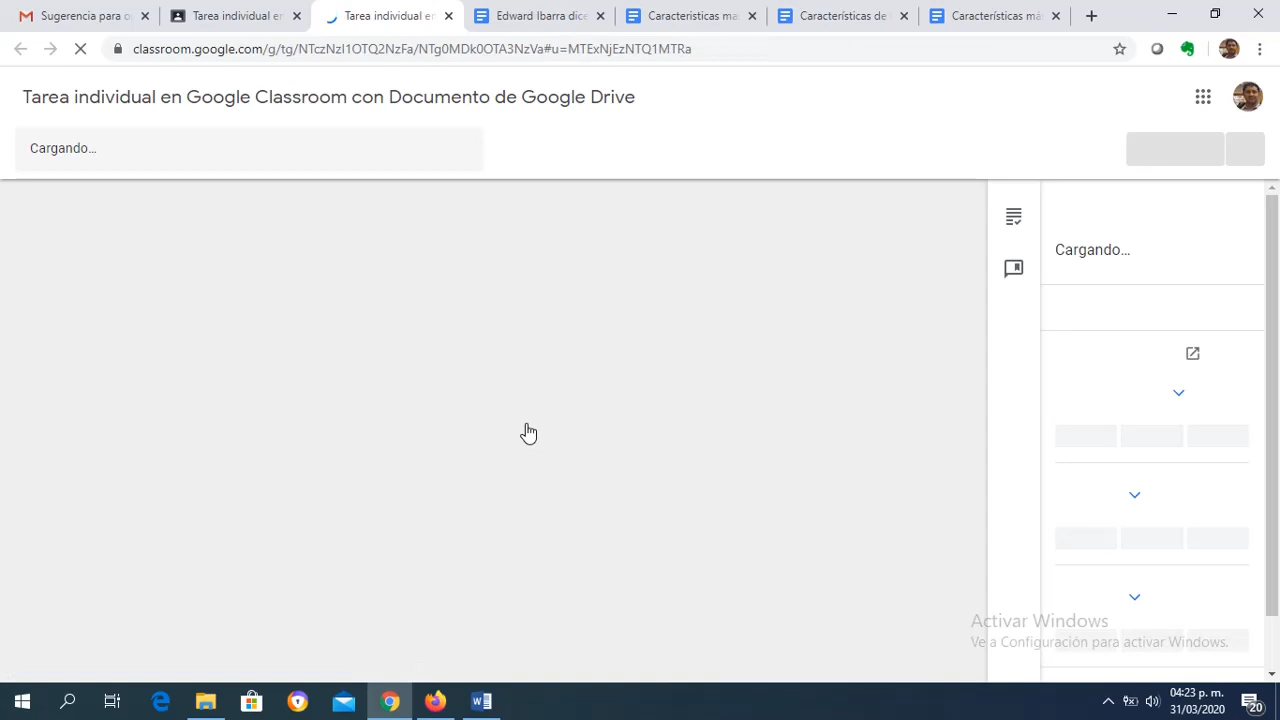 Sugerencia para o
Tarea individual en
Tarea individual en
Edward Ibarra dice
Caracteristicas ma
Características de
Características má
classroom.google.com/g/tg/NTczNzI1OTQ2NzFa/NTg0MDk0OTA3NzVa#u=MTExNjEzNTQ1MTRa
Tarea individual en Google Classroom con Documento de Google Drive
Cargando...
Cargando...
Activar Windows
Ve a Configuración para activar Windows.
04:23 p. m.
31/03/2020
20